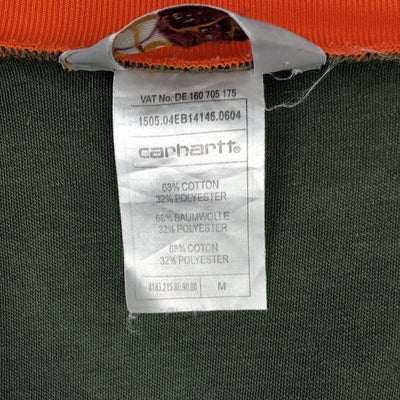 VAT No. DE 160 705 175
1505.04EB14146.0604
carhartt
68% COTTON
32% POLYESTER
68% BAUMWOLLE
32% POLYESTER
68% COTON
32% POLYESTER
M